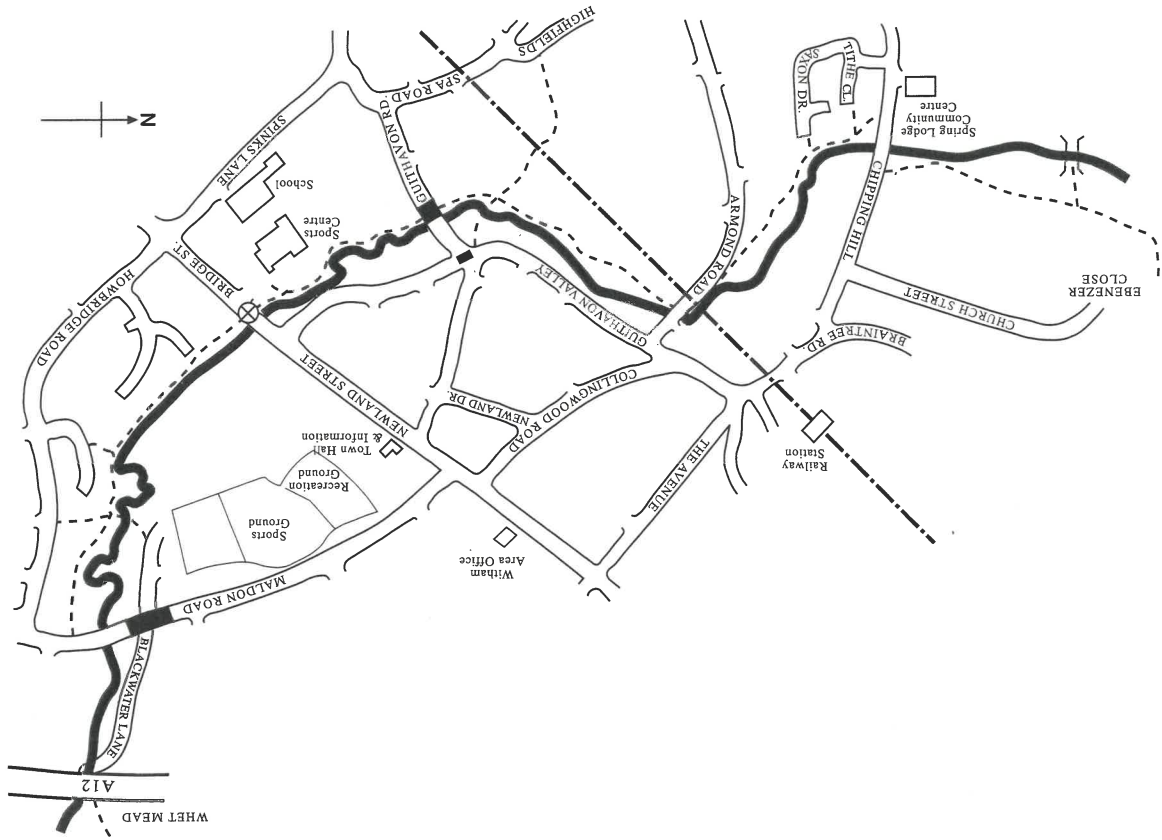 HIGHFIELDS
SPA ROAD
GUITHAVON RD.
SPINKS LANE
N
School
Sports
Centre
BRIDGE ST.
HOWBRIDGE ROAD
SAXON DR.
TITHE CL.
Spring Lodge
Community
Centre
CHIPPING HILL
ARMOND ROAD
EBENEZER
CLOSE
CHURCH STREET
BRAINTREE RD.
GUITHAVON VALLEY
COLLINGWOOD ROAD
NEWLAND DR.
NEWLAND STREET
Town Hall
& Information
THE AVENUE
Railway
Station
Recreation
Ground
Sports
Ground
Witham
Area Office
MALDON ROAD
BLACKWATER LANE
A12
WHET MEAD